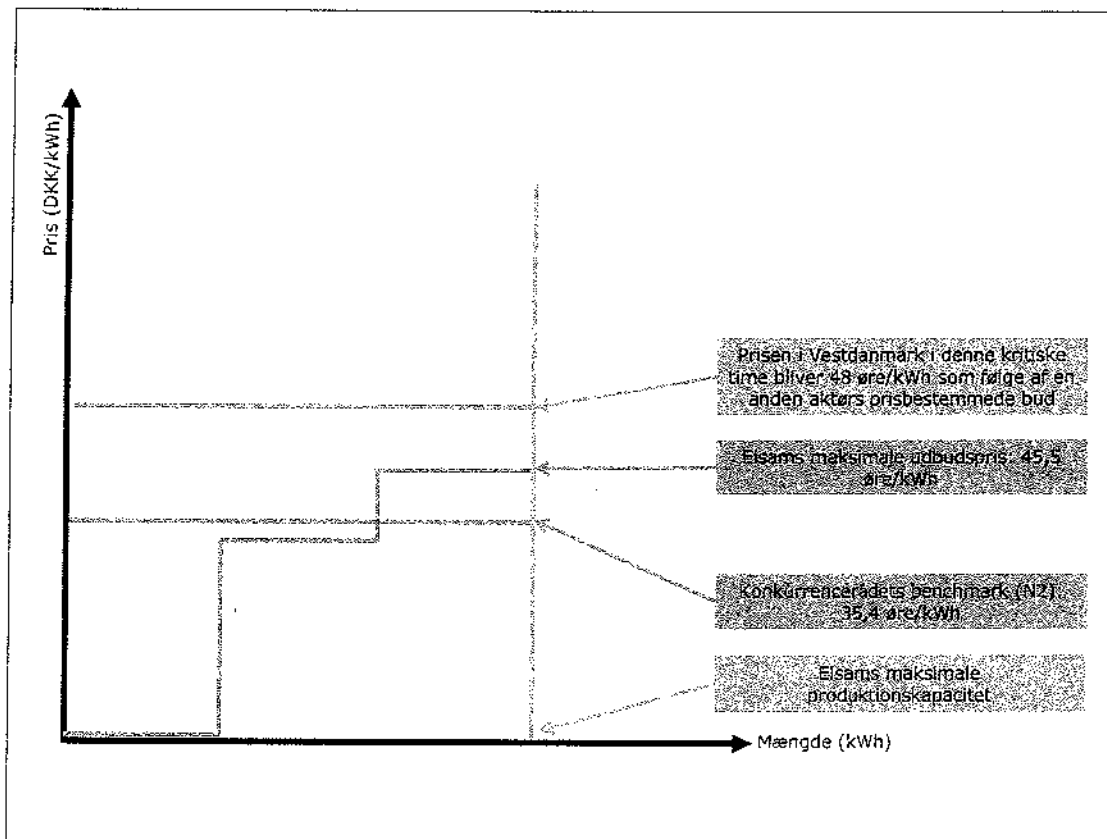 Pris (DKK/kWh)
Prisen i Vestdanmark i denne kritiske
time bliver 48 øre/kWh som følge af en
anden aktørs prisbestemmede bud
Elsams maksimale udbudspris: 45,5
øre/kWh
Konkurrencerådets benchmark (N2):
35,4 øre/kWh
Elsams maksimale
produktionskapacitet
Mængde (kWh)